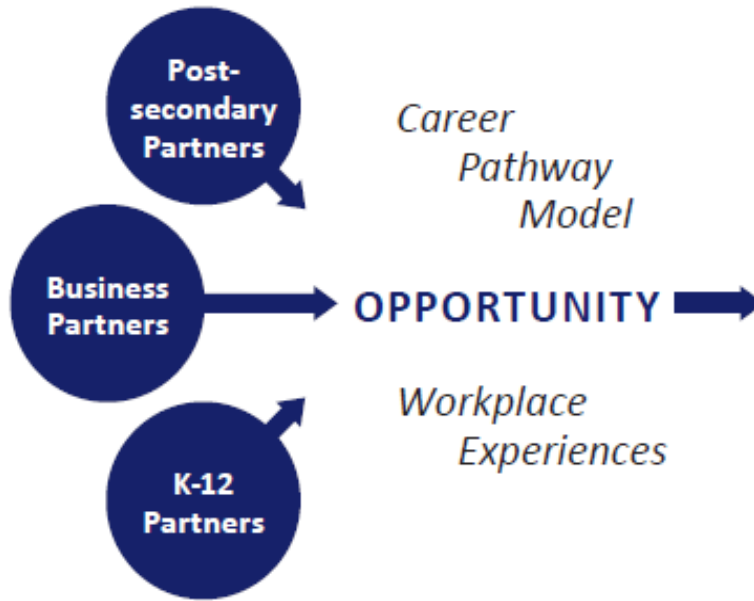 Post-
secondary
Partners
Career
Pathway
Model
Business
Partners
OPPORTUNITY
Workplace
Experiences
K-12
Partners